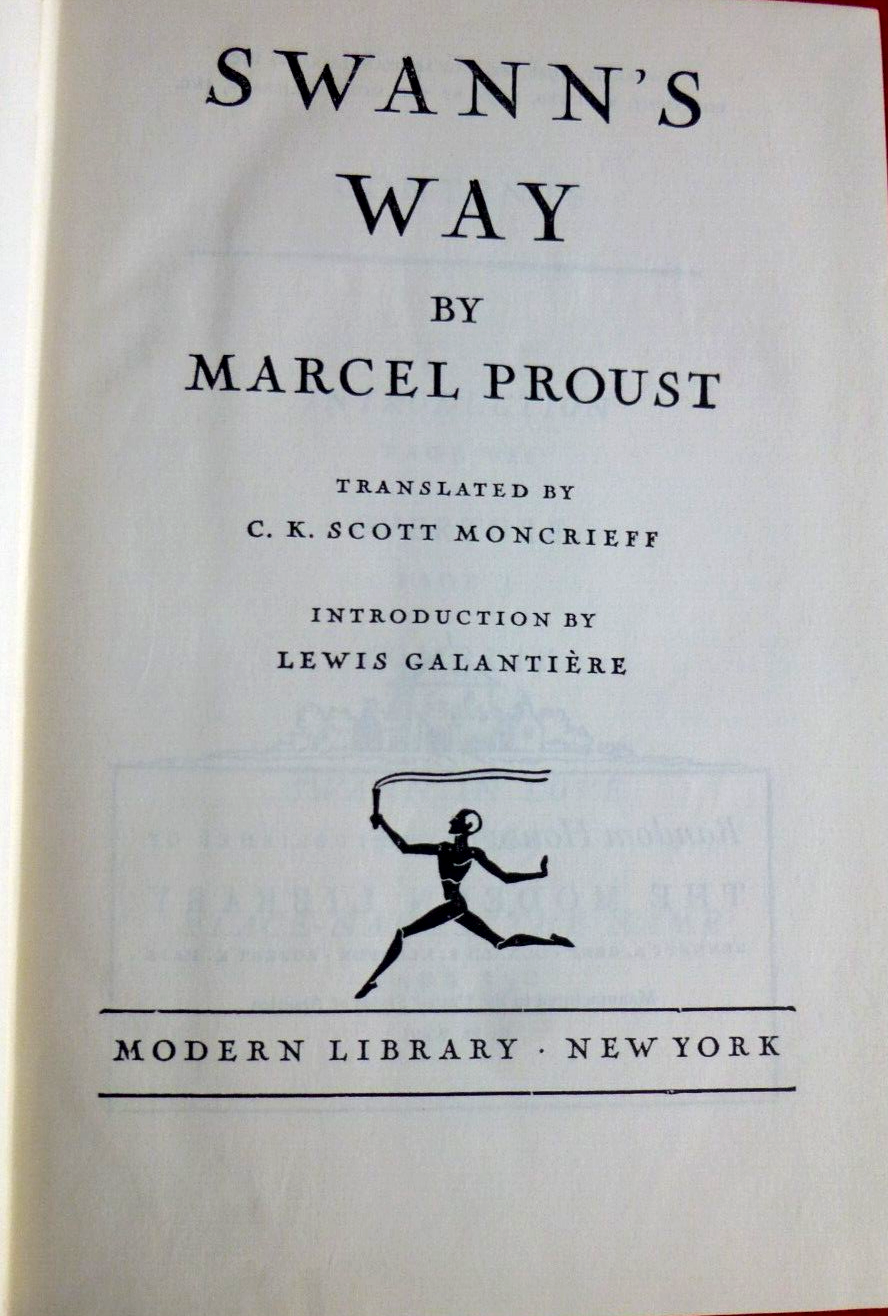 SWANN'S
WAY
BY
MARCEL PROUST
TRANSLATED BY
C. K. SCOTT MONCRIEFF
INTRODUCTION BY
LEWIS GALANTIÈRE
MODERN LIBRARY · NEW YORK